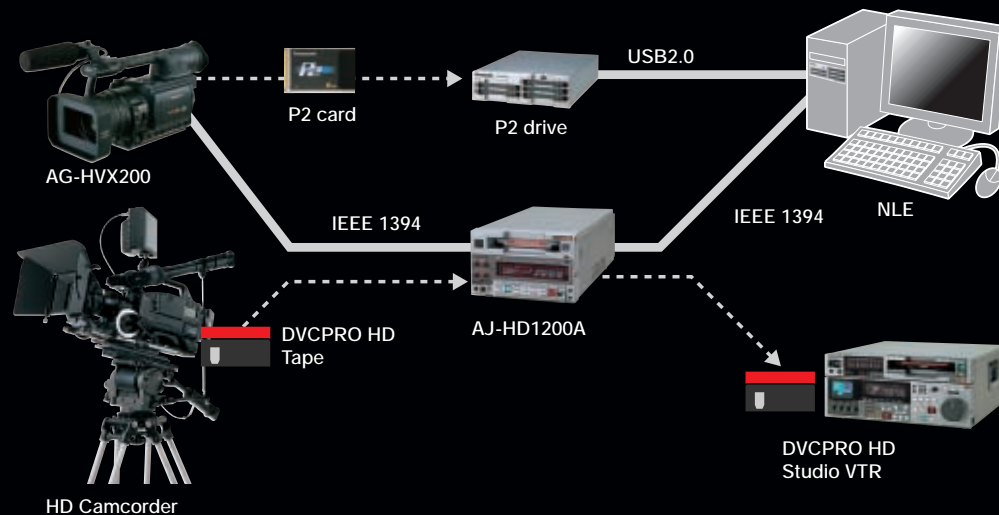 USB2.0
P2
P2 card
P2 drive
AG-HVX200
IEEE 1394
IEEE 1394
NLE
DVCPRO HD
Tape
AJ-HD1200A
DVCPRO HD
Studio VTR
HD Camcorder